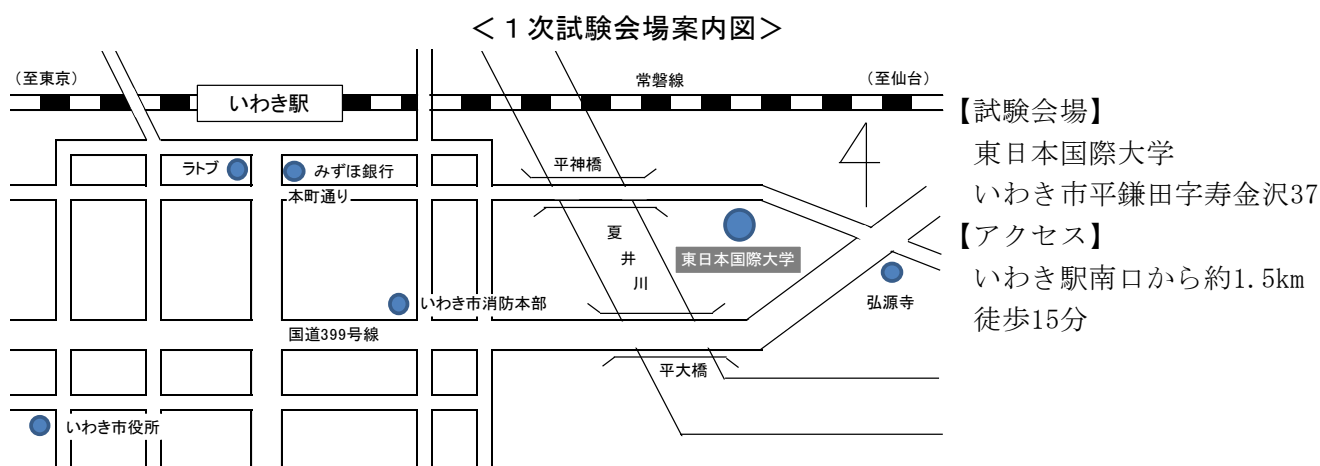 ＜１次試験会場案内図＞
（至東京）
いわき駅
常磐線
（至仙台）
ラトブ
みずほ銀行
本町通り
平神橋
夏
井
川
東日本国際大学
いわき市消防本部
国道399号線
弘源寺
平大橋
いわき市役所
【試験会場】
東日本国際大学
いわき市平鎌田字寿金沢37
【アクセス】
いわき駅南口から約1.5km
徒歩15分